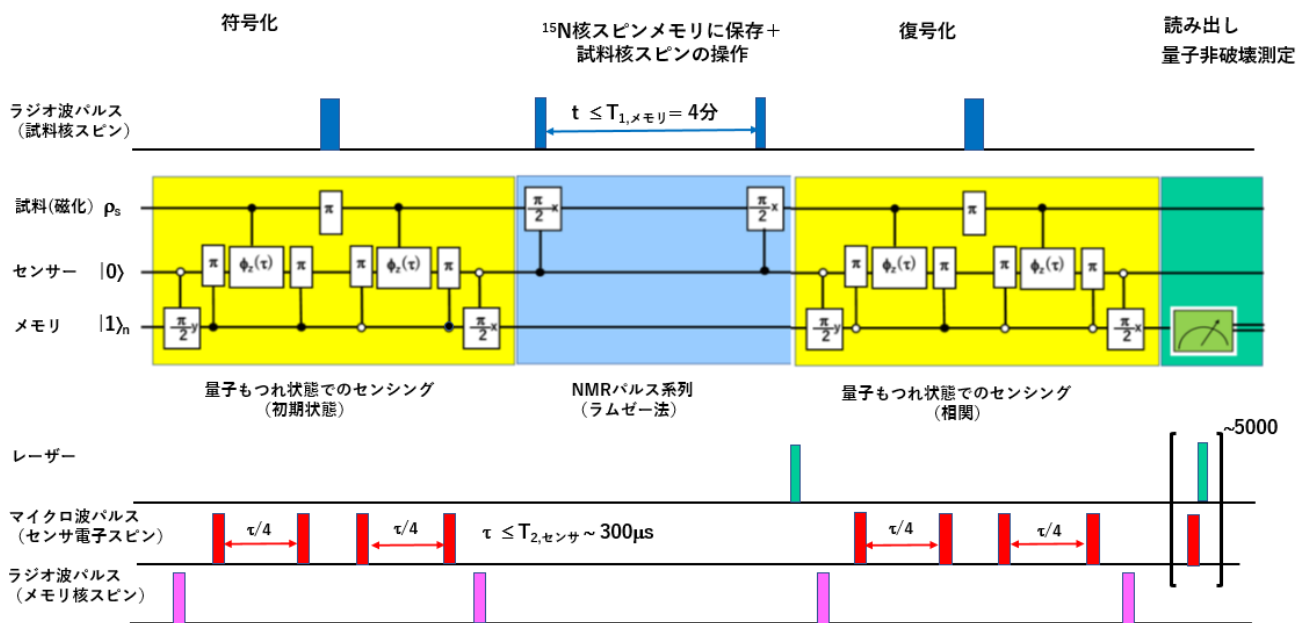 符号化
¹⁵N核スピンメモリに保存+
試料核スピンの操作
復号化
読み出し
量子非破壊測定
ラジオ波パルス
(試料核スピン)
t ≤ T₁,メモリ= 4分
試料(磁化) ρs
π
π
π/2 x
π/2 x
センサー |0⟩
π
ϕz(τ)
π
π
ϕz(τ)
π
π
ϕz(τ)
π
π
ϕz(τ)
π
メモリ |1⟩n
π/2 y
π/2 x
π/2 y
π/2 x
量子もつれ状態でのセンシング
(初期状態)
NMRパルス系列
(ラムゼー法)
量子もつれ状態でのセンシング
(相関)
レーザー
~5000
マイクロ波パルス
(センサ電子スピン)
τ/4
τ/4
τ ≤ T₂,センサ ~ 300μs
τ/4
τ/4
ラジオ波パルス
(メモリ核スピン)